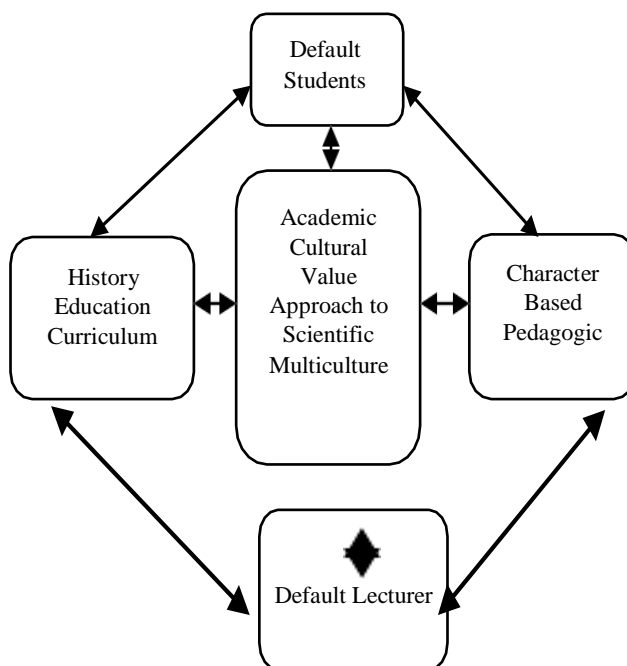 Default
Students
Academic
Cultural
Value
Approach to
Scientific
Multiculture
History
Education
Curriculum
Character
Based
Pedagogic
Default Lecturer